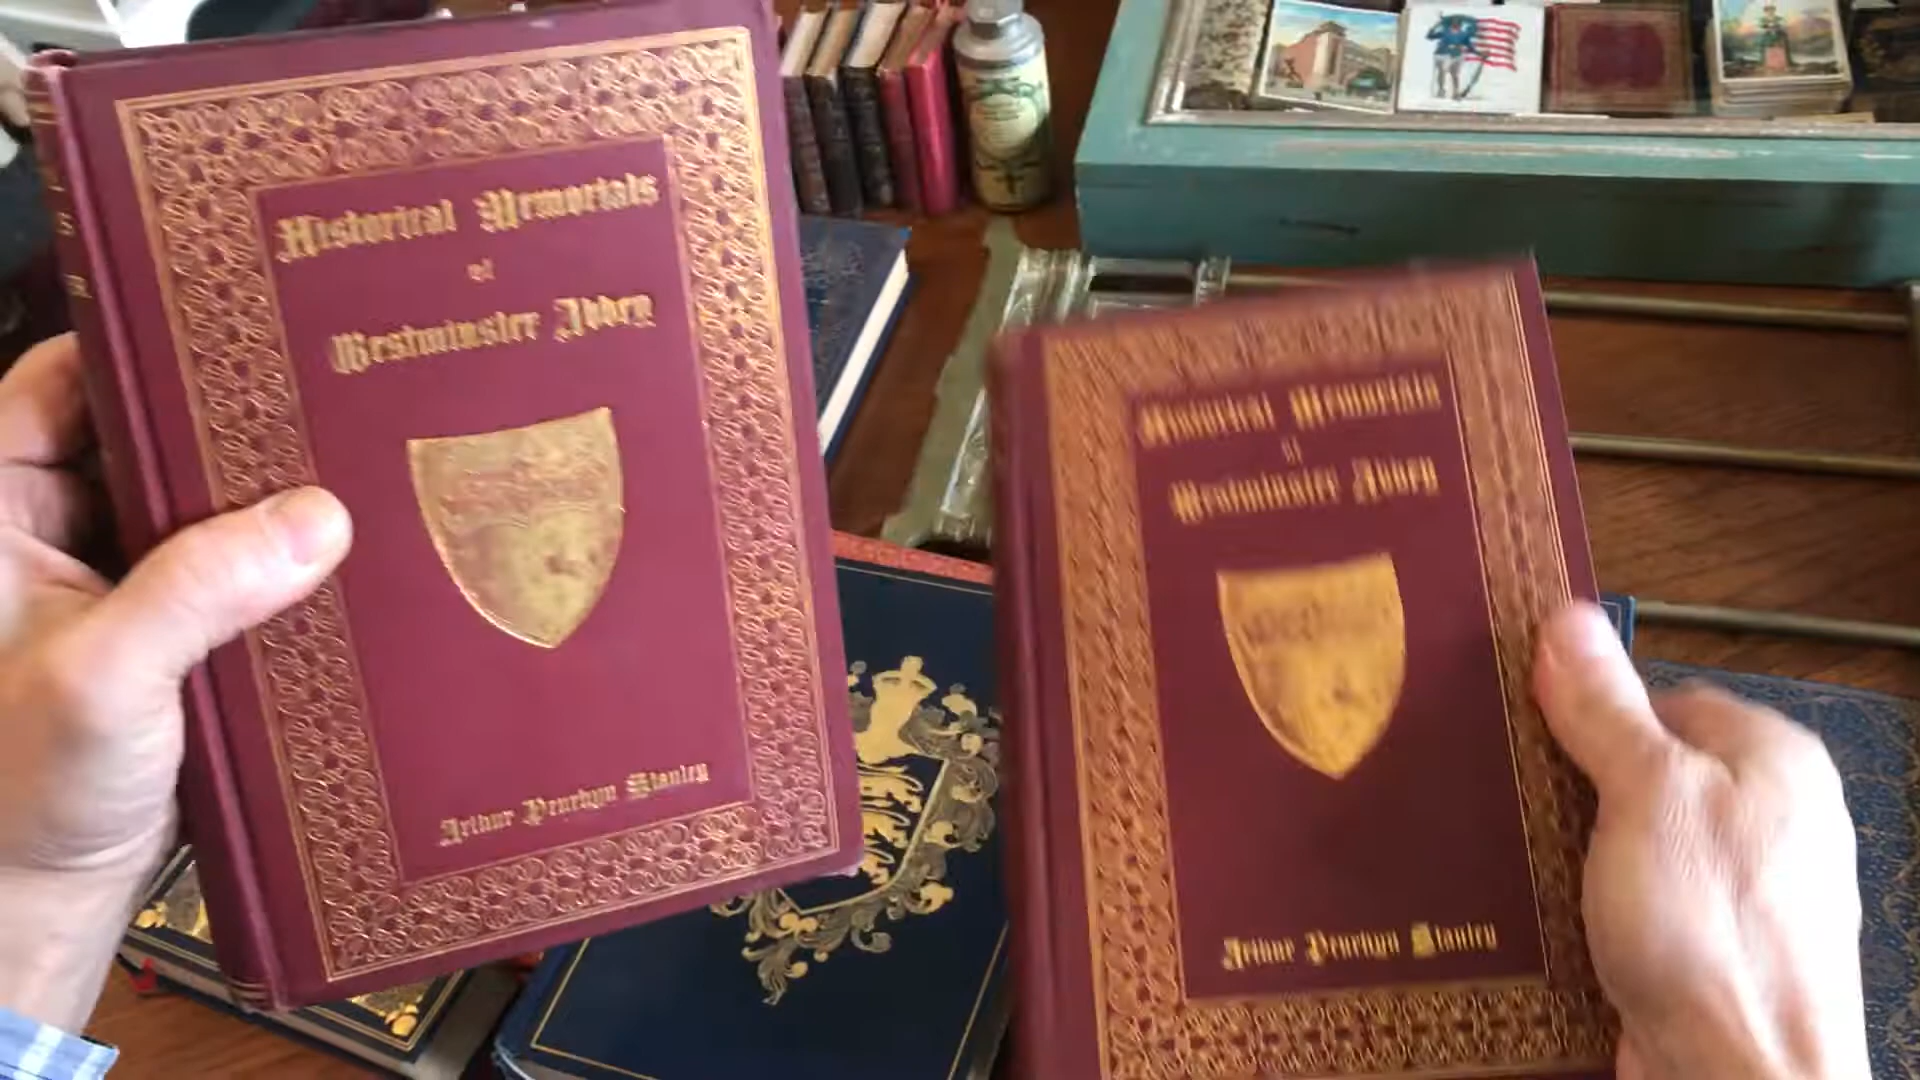 Historical Memorials
of
Westminster Abbey
Arthur Penrhyn Stanley
Historical Memorials
of
Westminster Abbey
Arthur Penrhyn Stanley